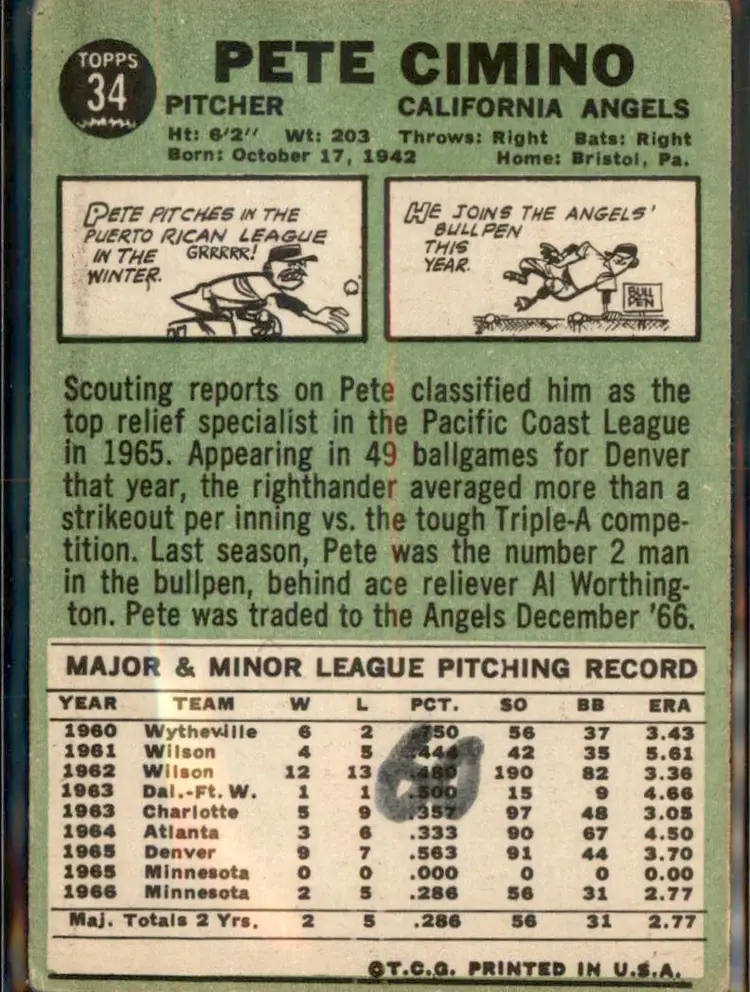 TOPPS
34
PETE CIMINO
PITCHER CALIFORNIA ANGELS
Ht: 6'2" Wt: 203 Throws: Right Bats: Right
Born: October 17, 1942 Home: Bristol, Pa.
PETE PITCHES IN THE
PUERTO RICAN LEAGUE
IN THE GRRRRR!
WINTER.
HE JOINS THE ANGELS'
BULLPEN
THIS
YEAR.
BULL
PEN
Scouting reports on Pete classified him as the
top relief specialist in the Pacific Coast League
in 1965. Appearing in 49 ballgames for Denver
that year, the righthander averaged more than a
strikeout per inning vs. the tough Triple-A compe-
tition. Last season, Pete was the number 2 man
in the bullpen, behind ace reliever Al Worthing-
ton. Pete was traded to the Angels December '66.
MAJOR & MINOR LEAGUE PITCHING RECORD
YEAR TEAM W L PCT. SO BB ERA
1960 Wytheville 6 2 .750 56 37 3.43
1961 Wilson 4 5 .444 42 35 5.61
1962 Wilson 12 13 .480 190 82 3.36
1963 Dal.-Ft. W. 1 1 .500 15 9 4.66
1963 Charlotte 5 9 .357 97 48 3.05
1964 Atlanta 3 6 .333 90 67 4.50
1965 Denver 9 7 .563 91 44 3.70
1965 Minnesota 0 0 .000 0 0 0.00
1966 Minnesota 2 5 .286 56 31 2.77
Maj. Totals 2 Yrs. 2 5 .286 56 31 2.77
©T.C.G. PRINTED IN U.S.A.